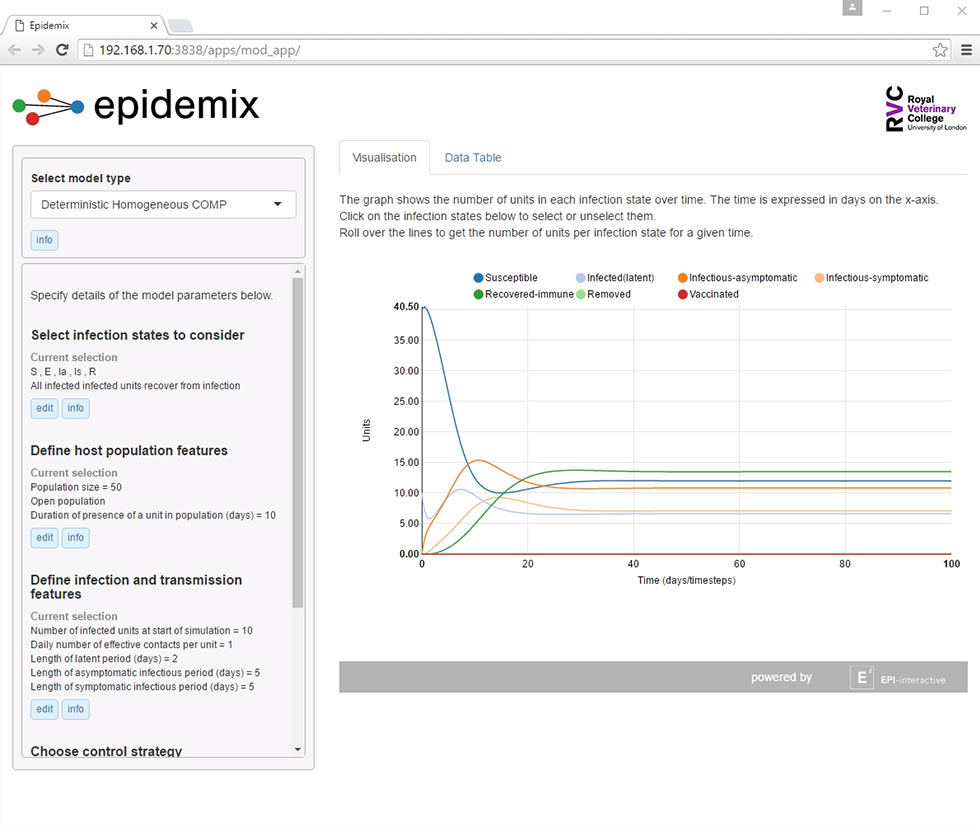 Epidemix
192.168.1.70:3838/apps/mod_app/
epidemix
RVC
Royal
Veterinary
College
University of London
Select model type
Deterministic Homogeneous COMP
info
Specify details of the model parameters below.
Select infection states to consider
Current selection
S , E , Ia , Is , R
All infected infected units recover from infection
edit info
Define host population features
Current selection
Population size = 50
Open population
Duration of presence of a unit in population (days) = 10
edit info
Define infection and transmission
features
Current selection
Number of infected units at start of simulation = 10
Daily number of effective contacts per unit = 1
Length of latent period (days) = 2
Length of asymptomatic infectious period (days) = 5
Length of symptomatic infectious period (days) = 5
edit info
Choose control strategy
Visualisation Data Table
The graph shows the number of units in each infection state over time. The time is expressed in days on the x-axis.
Click on the infection states below to select or unselect them.
Roll over the lines to get the number of units per infection state for a given time.
Susceptible Infected(latent) Infectious-asymptomatic Infectious-symptomatic
Recovered-immune Removed Vaccinated
40.50
35.00
30.00
25.00
20.00
15.00
10.00
5.00
0.00
Units
0 20 40 60 80 100
Time (days/timesteps)
powered by E i EPI-interactive